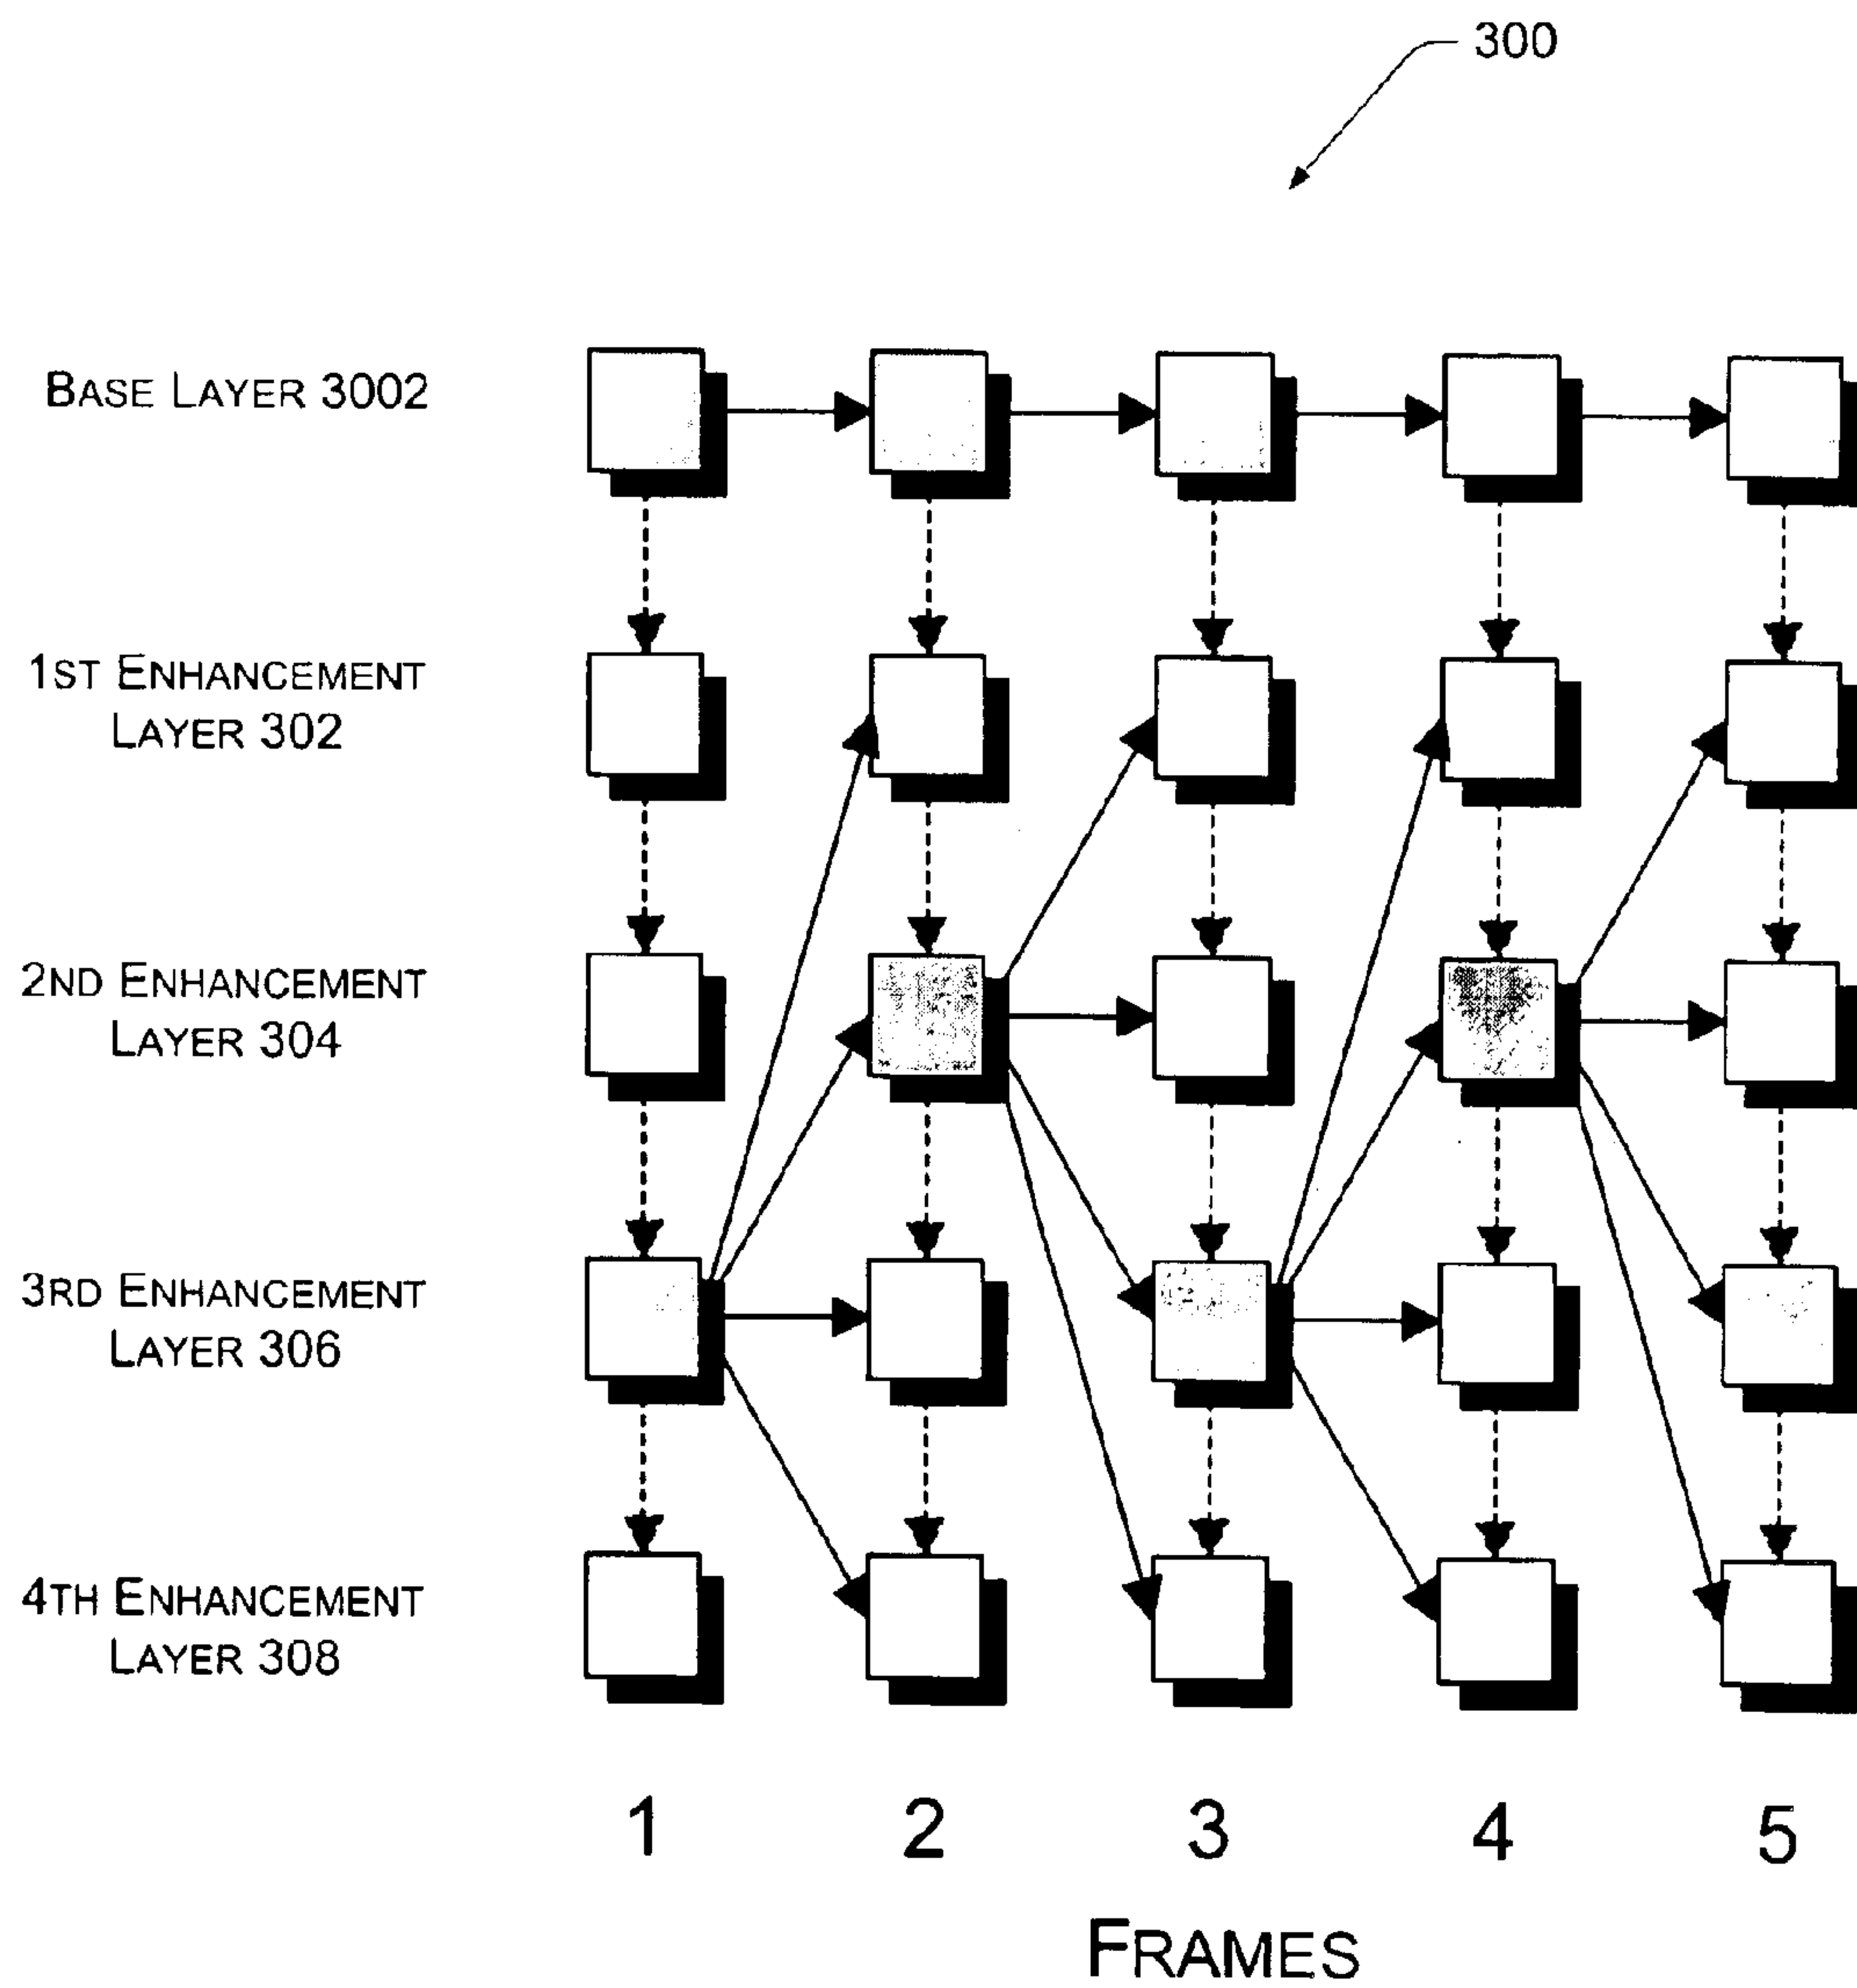 300
BASE LAYER 3002
1ST ENHANCEMENT
LAYER 302
2ND ENHANCEMENT
LAYER 304
3RD ENHANCEMENT
LAYER 306
4TH ENHANCEMENT
LAYER 308
1 2 3 4 5
FRAMES